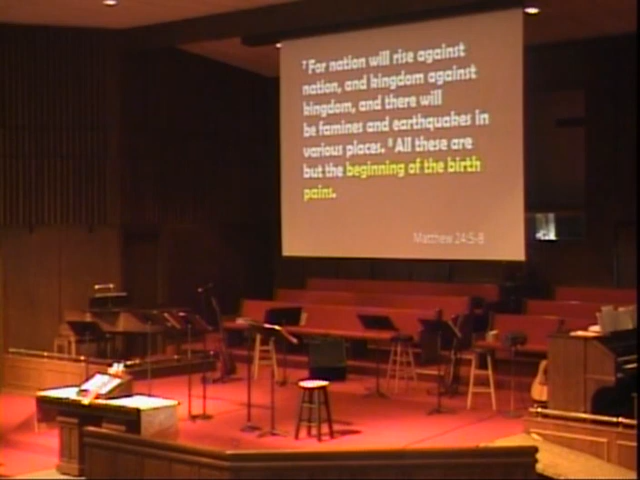 ⁷ For nation will rise against
nation, and kingdom against
kingdom, and there will
be famines and earthquakes in
various places. ⁸ All these are
but the beginning of the birth
pains.
Matthew 24:5-8